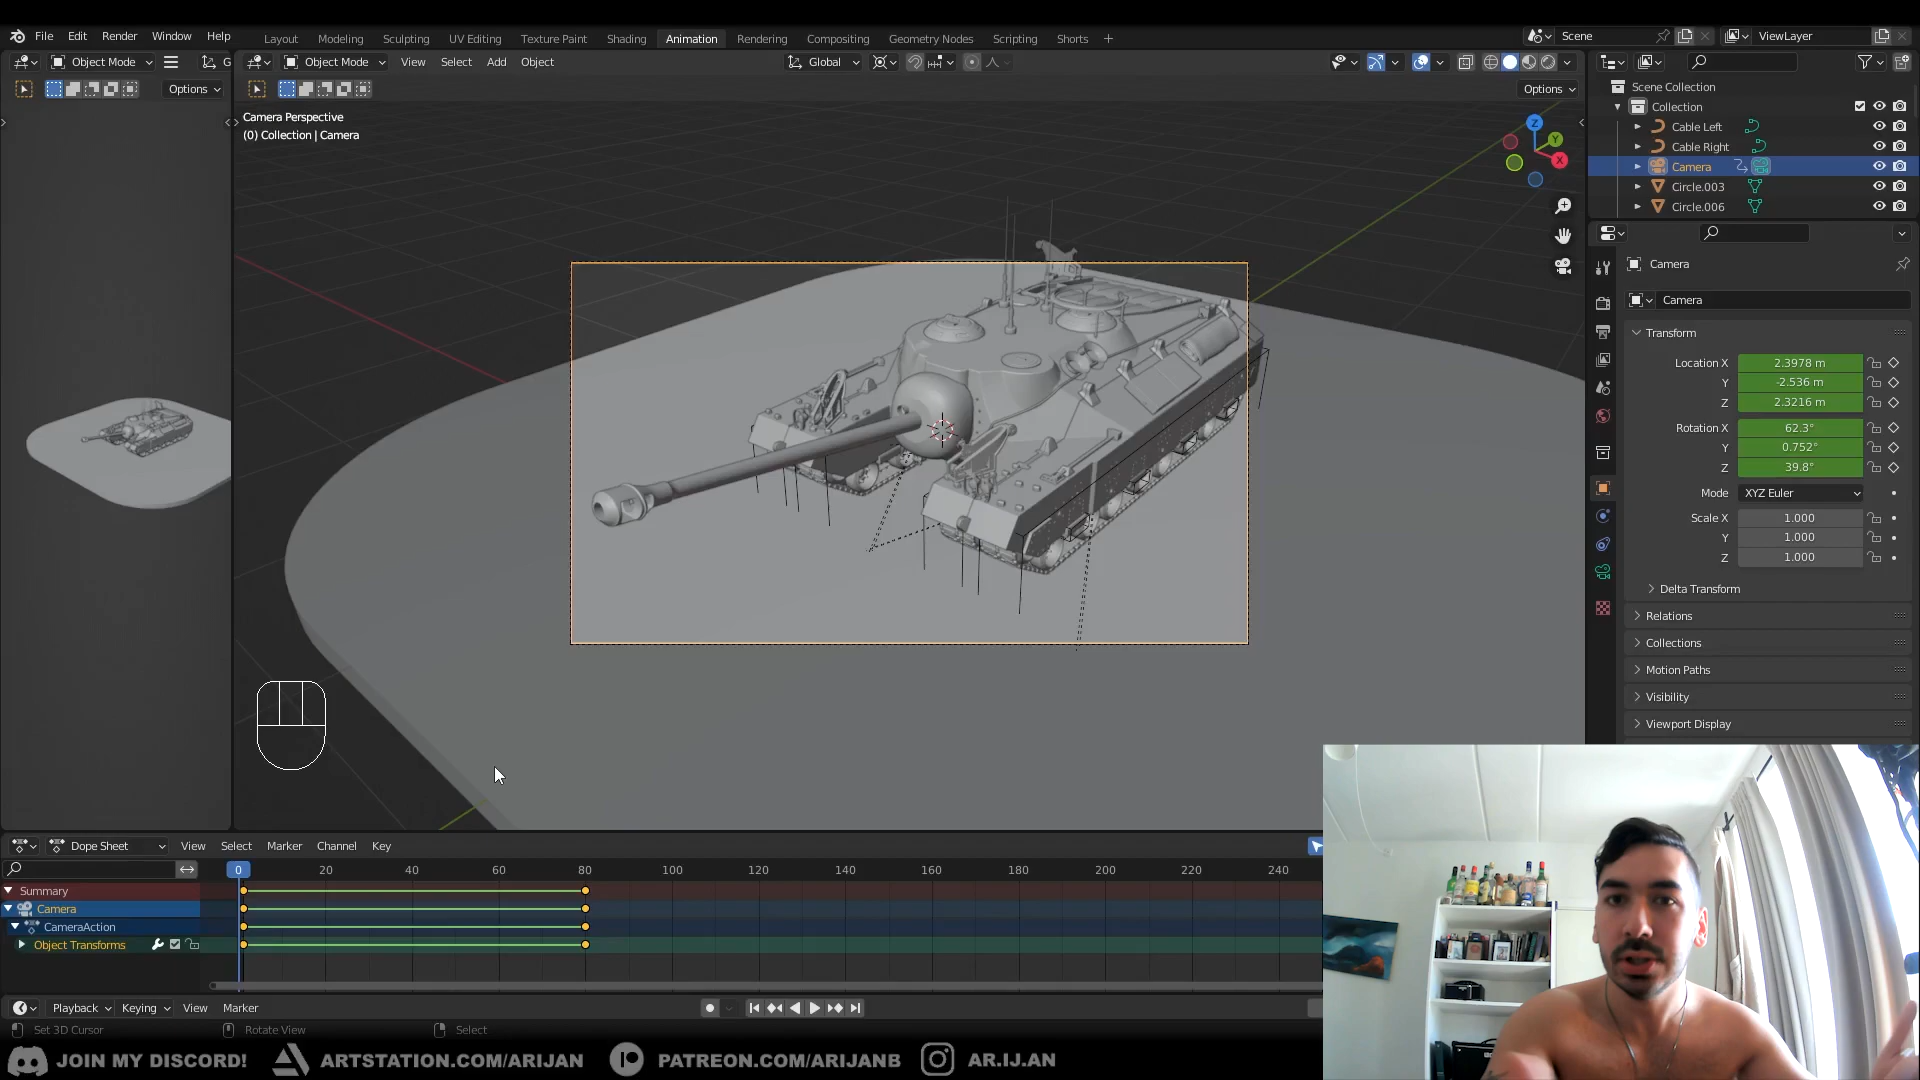 File Edit Render Window Help
Layout Modeling Sculpting UV Editing Texture Paint Shading Animation Rendering Compositing Geometry Nodes Scripting Shorts +
Scene
ViewLayer
Object Mode
G
Object Mode View Select Add Object
Global
Options
Options
Camera Perspective
(0) Collection | Camera
Z
Y
X
Scene Collection
Collection
Cable Left
Cable Right
Camera
Circle.003
Circle.006
Camera
Camera
Transform
Location X 2.3978 m
Y -2.536 m
Z 2.3216 m
Rotation X 62.3°
Y 0.752°
Z 39.8°
Mode XYZ Euler
Scale X 1.000
Y 1.000
Z 1.000
Delta Transform
Relations
Collections
Motion Paths
Visibility
Viewport Display
Dope Sheet View Select Marker Channel Key
0 20 40 60 80 100 120 140 160 180 200 220 240
Summary
Camera
CameraAction
Object Transforms
Playback Keying View Marker
Set 3D Cursor Rotate View Select
JOIN MY DISCORD! ARTSTATION.COM/ARIJAN PATREON.COM/ARIJANB AR.IJ.AN